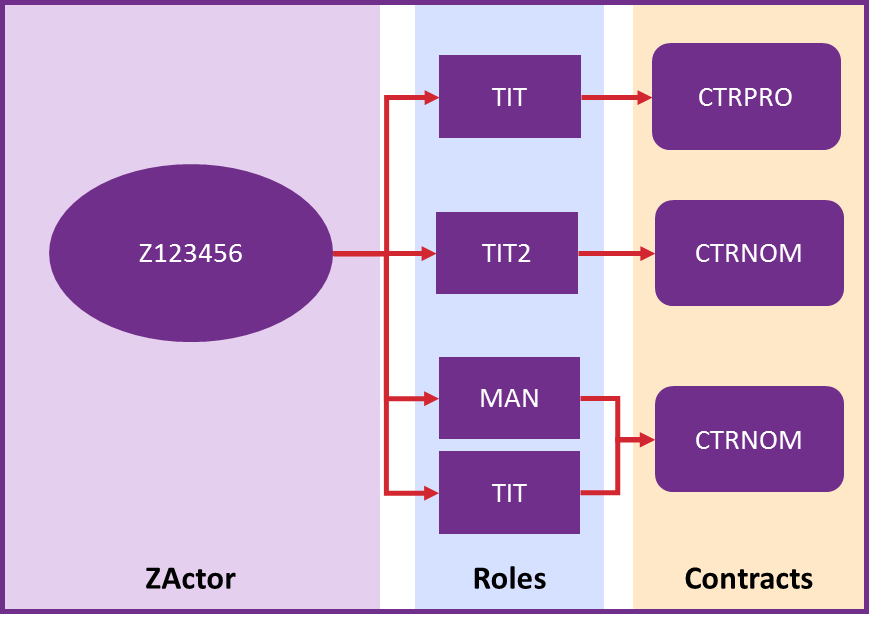 TIT
CTRPRO
Z123456
TIT2
CTRNOM
MAN
CTRNOM
TIT
ZActor
Roles
Contracts